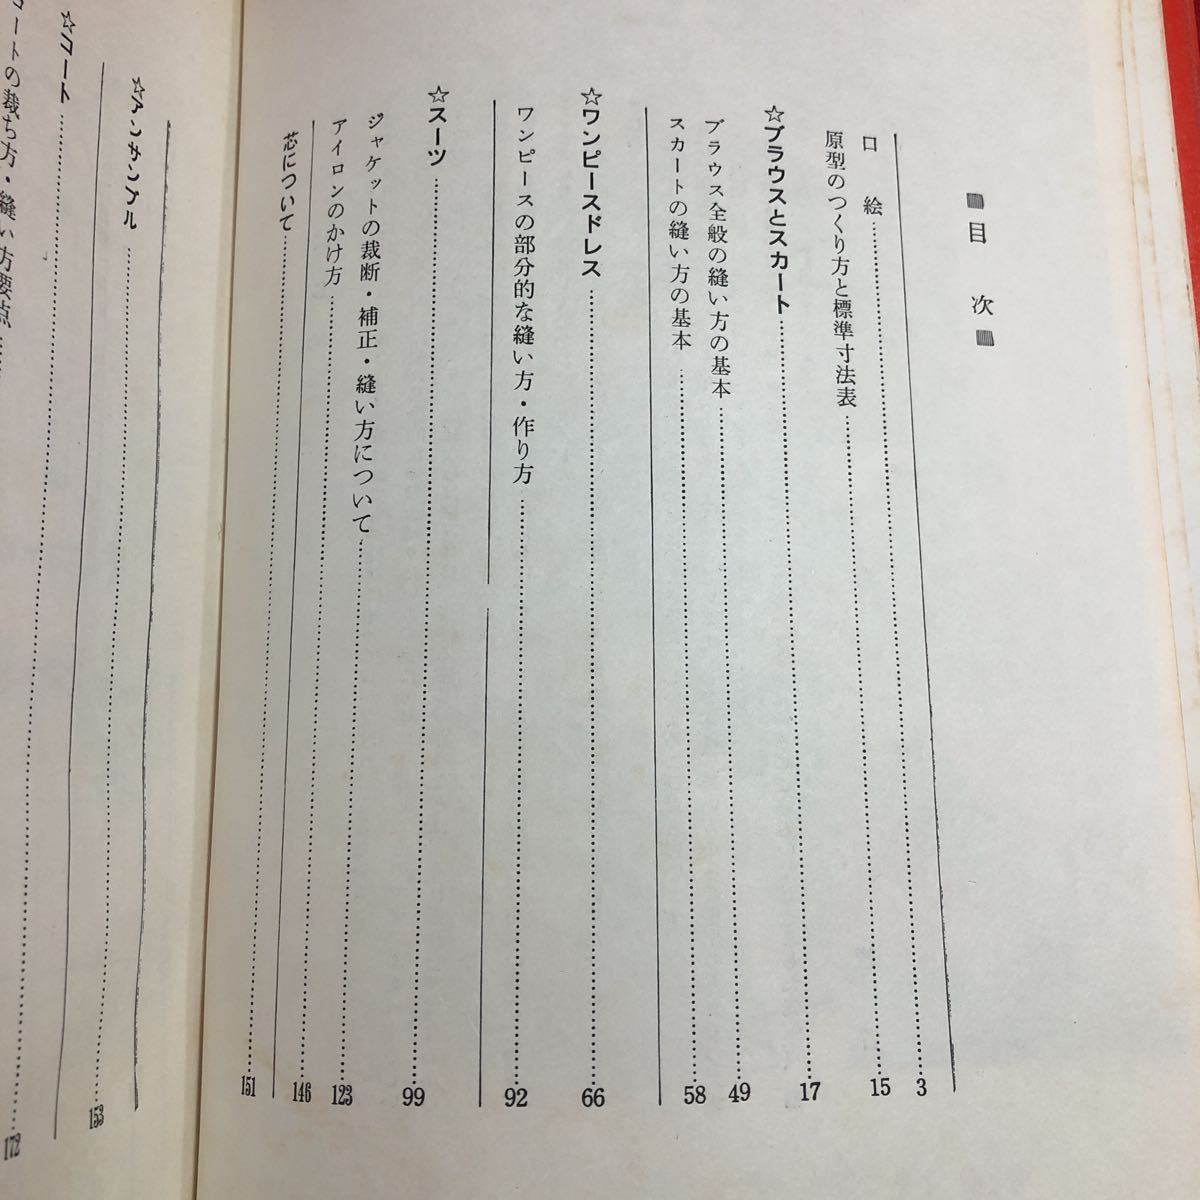 ■目　次■
口　絵…………3
原型のつくり方と標準寸法表…………15
☆ブラウスとスカート…………17
ブラウス全般の縫い方の基本…………49
スカートの縫い方の基本…………58
☆ワンピースドレス…………66
ワンピースの部分的な縫い方・作り方…………92
☆スーツ…………99
ジャケットの裁断・補正・縫い方について…………123
アイロンのかけ方…………146
芯について…………151
☆アンサンブル…………153
☆コート…………172
コートの裁ち方・縫い方要点